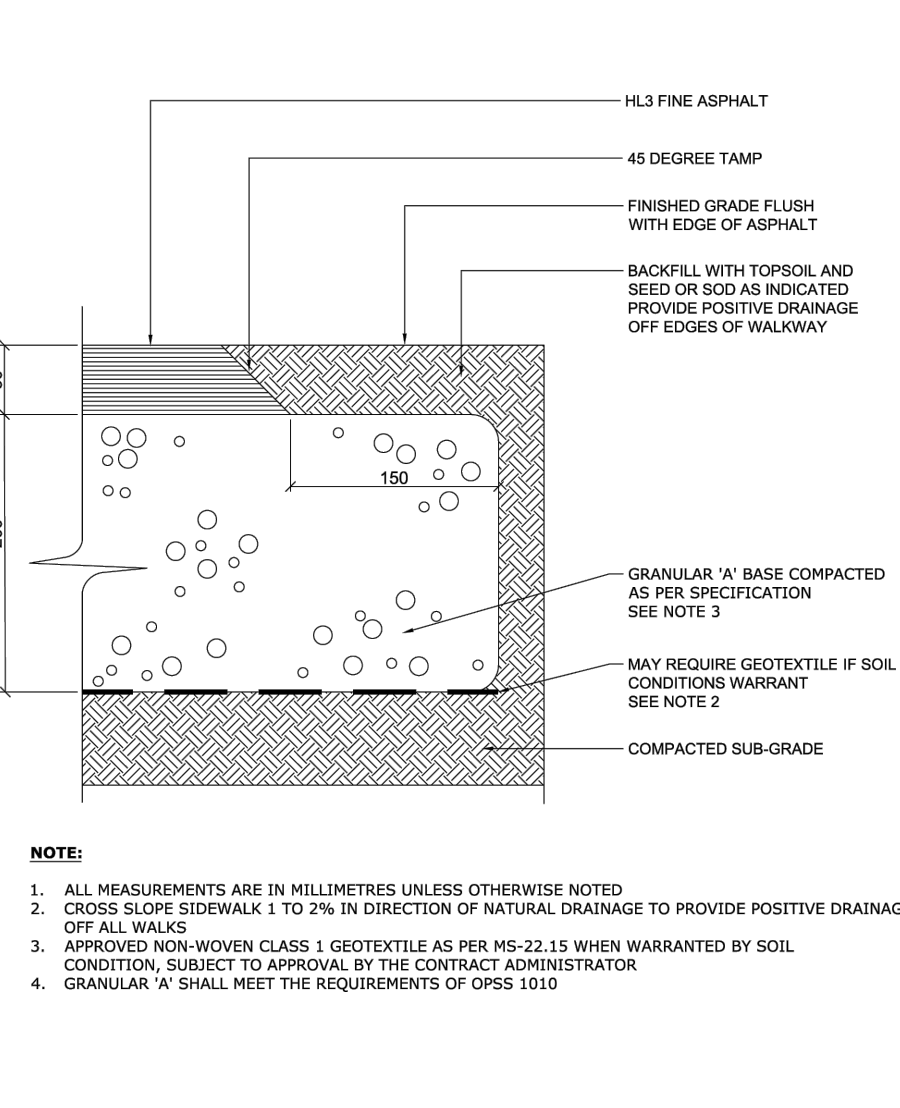 HL3 FINE ASPHALT
45 DEGREE TAMP
FINISHED GRADE FLUSH
WITH EDGE OF ASPHALT
BACKFILL WITH TOPSOIL AND
SEED OR SOD AS INDICATED
PROVIDE POSITIVE DRAINAGE
OFF EDGES OF WALKWAY
150
GRANULAR 'A' BASE COMPACTED
AS PER SPECIFICATION
SEE NOTE 3
MAY REQUIRE GEOTEXTILE IF SOIL
CONDITIONS WARRANT
SEE NOTE 2
COMPACTED SUB-GRADE
NOTE:
1. ALL MEASUREMENTS ARE IN MILLIMETRES UNLESS OTHERWISE NOTED
2. CROSS SLOPE SIDEWALK 1 TO 2% IN DIRECTION OF NATURAL DRAINAGE TO PROVIDE POSITIVE DRAINAG
OFF ALL WALKS
3. APPROVED NON-WOVEN CLASS 1 GEOTEXTILE AS PER MS-22.15 WHEN WARRANTED BY SOIL
CONDITION, SUBJECT TO APPROVAL BY THE CONTRACT ADMINISTRATOR
4. GRANULAR 'A' SHALL MEET THE REQUIREMENTS OF OPSS 1010